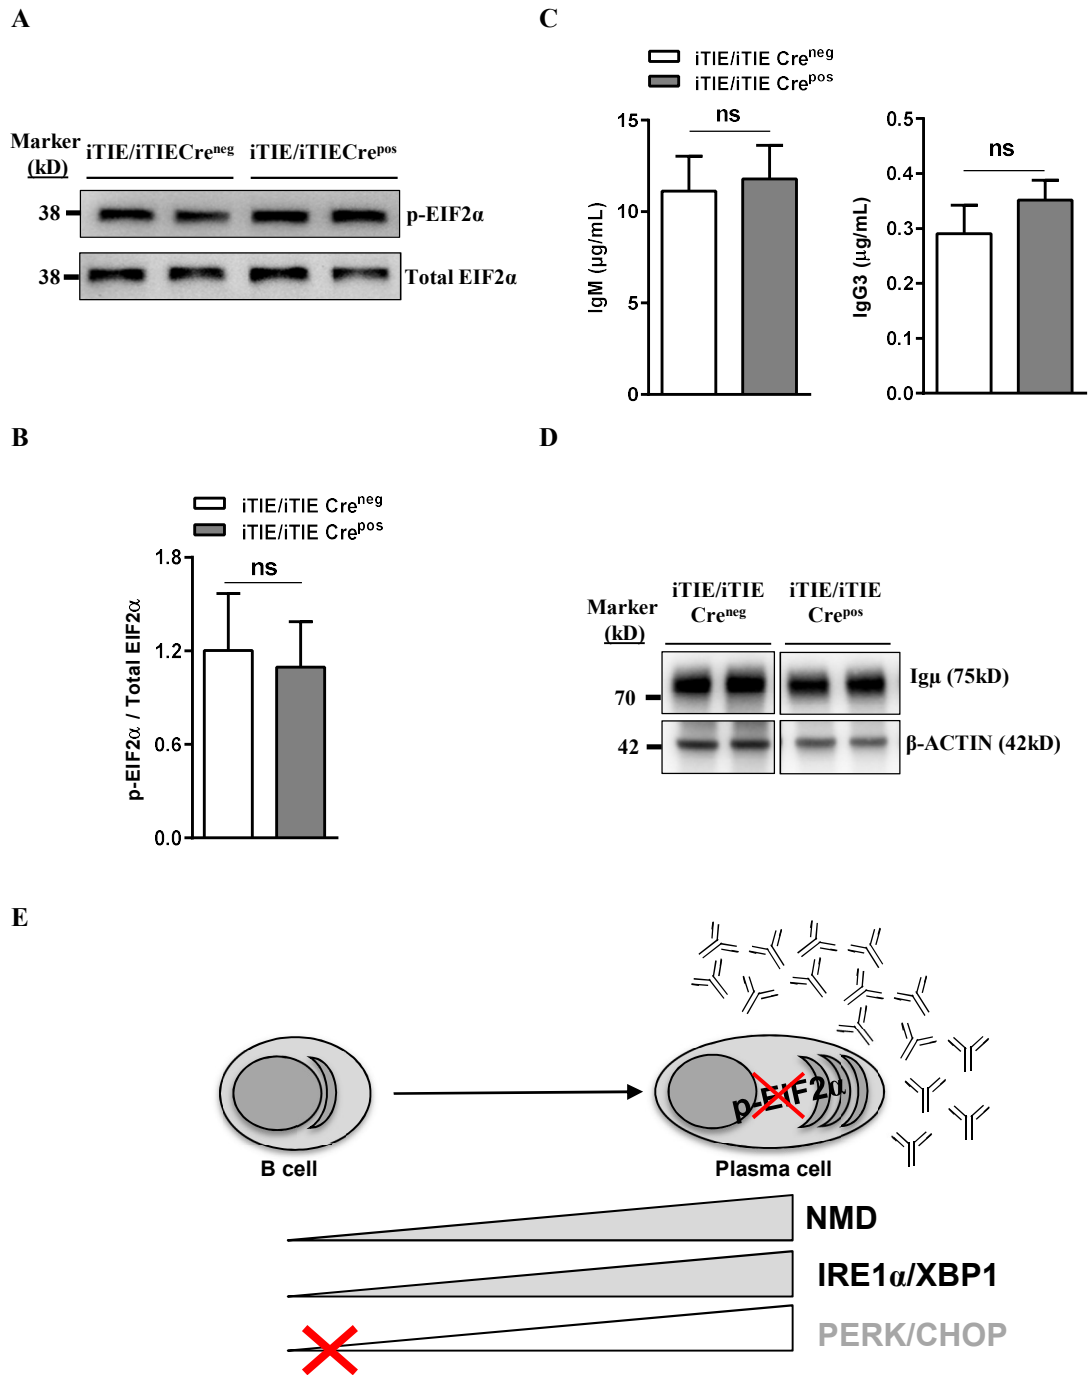 A
Marker
(kD)
iTIE/iTIECreneg
iTIE/iTIECrepos
38
p-EIF2α
38
Total EIF2α
B
iTIE/iTIE Creneg
iTIE/iTIE Crepos
1.8
1.2
0.6
0.0
p-EIF2α / Total EIF2α
ns
C
iTIE/iTIE Creneg
iTIE/iTIE Crepos
15
10
5
0
IgM (μg/mL)
ns
0.5
0.4
0.3
0.2
0.1
0.0
IgG3 (μg/mL)
ns
D
Marker
(kD)
iTIE/iTIE
Creneg
iTIE/iTIE
Crepos
70
Igμ (75kD)
42
β-ACTIN (42kD)
E
p-EIF2α
B cell
Plasma cell
NMD
IRE1α/XBP1
PERK/CHOP